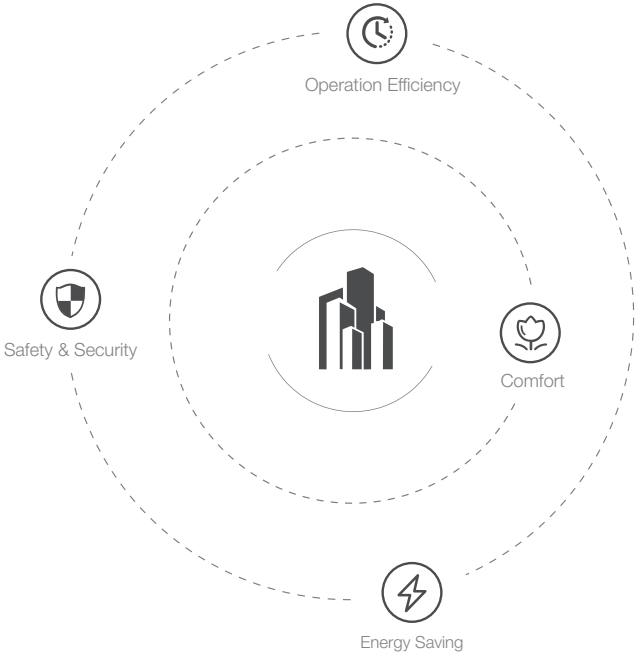 Operation Efficiency
Safety & Security
Comfort
Energy Saving